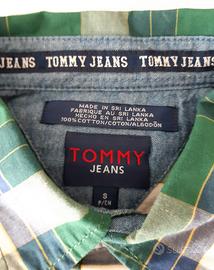 JEANS TOMMY JEANS TOMMY JEANS
MADE IN SRI LANKA
FABRIQUE AU SRI LANKA
HECHO EN SRI LANKA
100% COTTON/COTON/ALGODÓN
TOMMY
JEANS
S
P/CH
subito